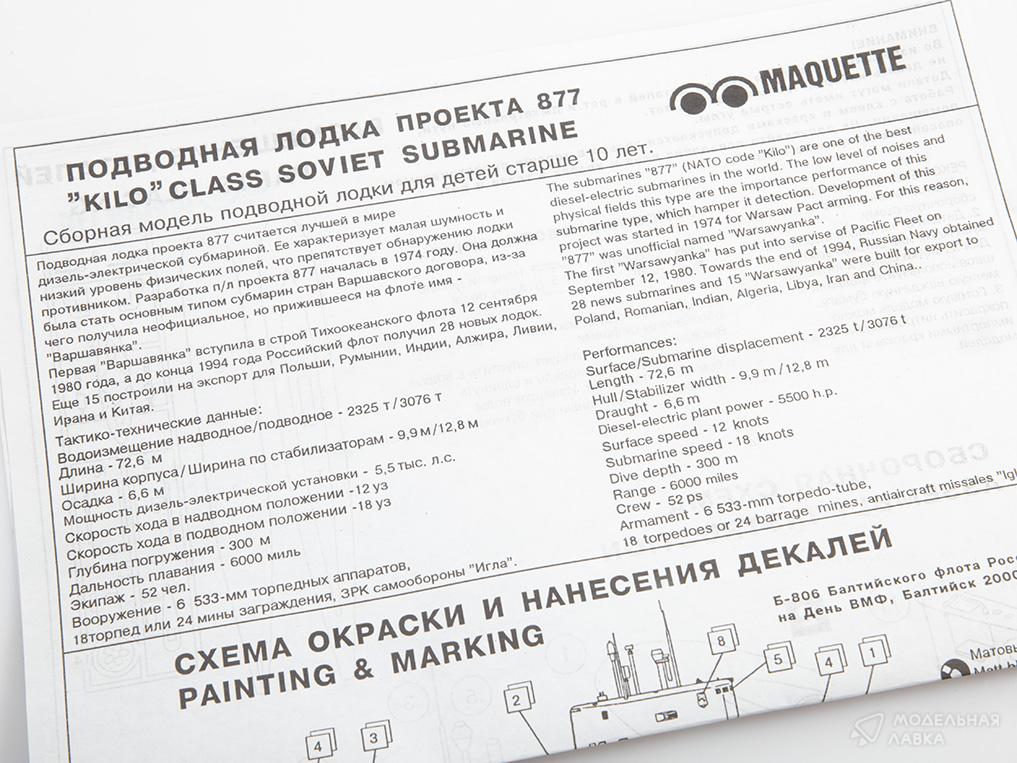 MAQUETTE
ПОДВОДНАЯ ЛОДКА ПРОЕКТА 877
"KILO" CLASS SOVIET SUBMARINE
Сборная модель подводной лодки для детей старше 10 лет.
Подводная лодка проекта 877 считается лучшей в мире
дизель-электрической субмариной. Ее характеризует малая шумность и
низкий уровень физических полей, что препятствует обнаружению лодки
противником. Разработка п/л проекта 877 началась в 1974 году. Она должна
была стать основным типом субмарин стран Варшавского договора, из-за
чего получила неофициальное, но прижившееся на флоте имя -
"Варшавянка".
Первая "Варшавянка" вступила в строй Тихоокеанского флота 12 сентября
1980 года, а до конца 1994 года Российский флот получил 28 новых лодок.
Еще 15 построили на экспорт для Польши, Румынии, Индии, Алжира, Ливии,
Ирана и Китая.
Тактико-технические данные:
Водоизмещение надводное/подводное - 2325 т/3076 т
Длина - 72,6 м
Ширина корпуса/Ширина по стабилизаторам - 9,9 м/12,8 м
Осадка - 6,6 м
Мощность дизель-электрической установки - 5,5 тыс. л.с.
Скорость хода в надводном положении -12 уз
Скорость хода в подводном положении -18 уз
Глубина погружения - 300 м
Дальность плавания - 6000 миль
Экипаж - 52 чел.
Вооружение - 6 533-мм торпедных аппаратов,
18торпед или 24 мины заграждения, ЗРК самообороны "Игла".
The submarines "877" (NATO code "Kilo") are one of the best
diesel-electric submarines in the world. The low level of noises and
physical fields this type are the importance performance of this
submarine type, which hamper it detection. Development of this
project was started in 1974 for Warsaw Pact arming. For this reason,
"877" was unofficial named "Warsawyanka".
The first "Warsawyanka" has put into servise of Pacific Fleet on
September 12, 1980. Towards the end of 1994, Russian Navy obtained
28 news submarines and 15 "Warsawyanka" were built for export to
Poland, Romanian, Indian, Algeria, Libya, Iran and China..
Performances:
Surface/Submarine displacement - 2325 t/3076 t
Length - 72,6 m
Hull/Stabilizer width - 9,9 m/12,8 m
Draught - 6,6 m
Diesel-electric plant power - 5500 h.p.
Surface speed - 12 knots
Submarine speed - 18 knots
Dive depth - 300 m
Range - 6000 miles
Crew - 52 ps
Armament - 6 533-mm torpedo-tube,
18 torpedoes or 24 barrage mines, antiaircraft missales "Igl
СХЕМА ОКРАСКИ И НАНЕСЕНИЯ ДЕКАЛЕЙ
PAINTING & MARKING
Б-806 Балтийского флота Рос
на День ВМФ, Балтийск 2000
8
5
4
1
2
3
4
Матовы
МОДЕЛЬНАЯ
ЛАВКА